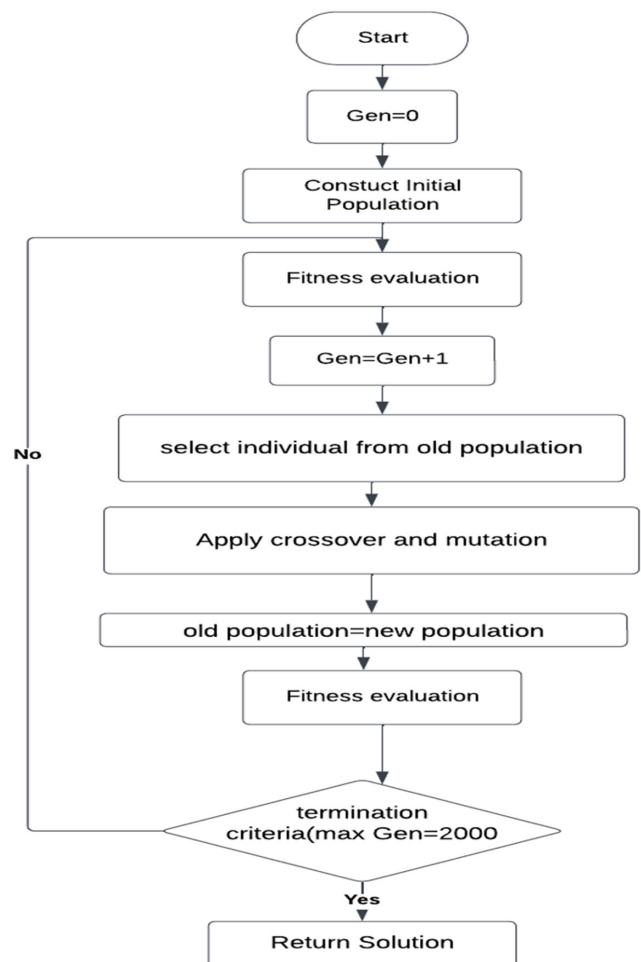 Start
Gen=0
Constuct Initial
Population
Fitness evaluation
Gen=Gen+1
select individual from old population
No
Apply crossover and mutation
old population=new population
Fitness evaluation
termination
criteria(max Gen=2000
Yes
Return Solution